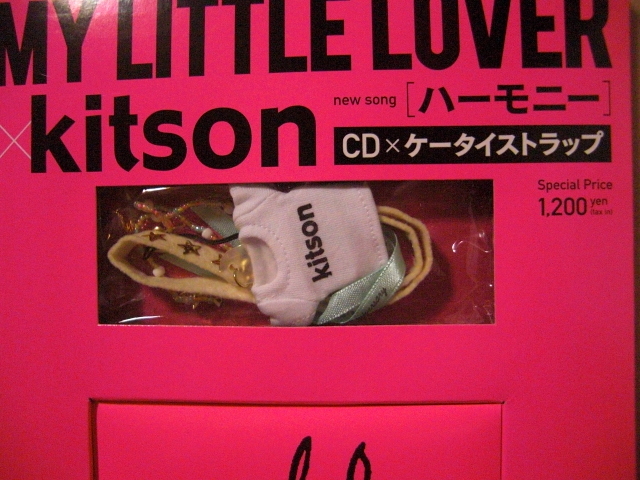 MY LITTLE LOVER
×kitson
new song [ハーモニー]
CD×ケータイストラップ
Special Price
1,200 yen
(tax in)
kitson